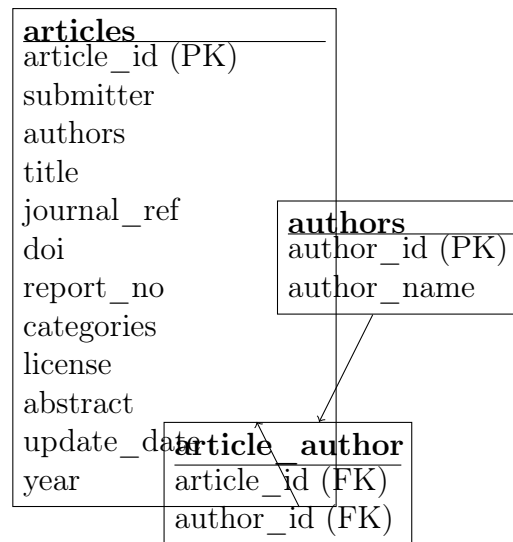 articles
article_id (PK)
submitter
authors
title
journal_ref
doi
report_no
categories
license
abstract
update_date
year
authors
author_id (PK)
author_name
article_author
article_id (FK)
author_id (FK)